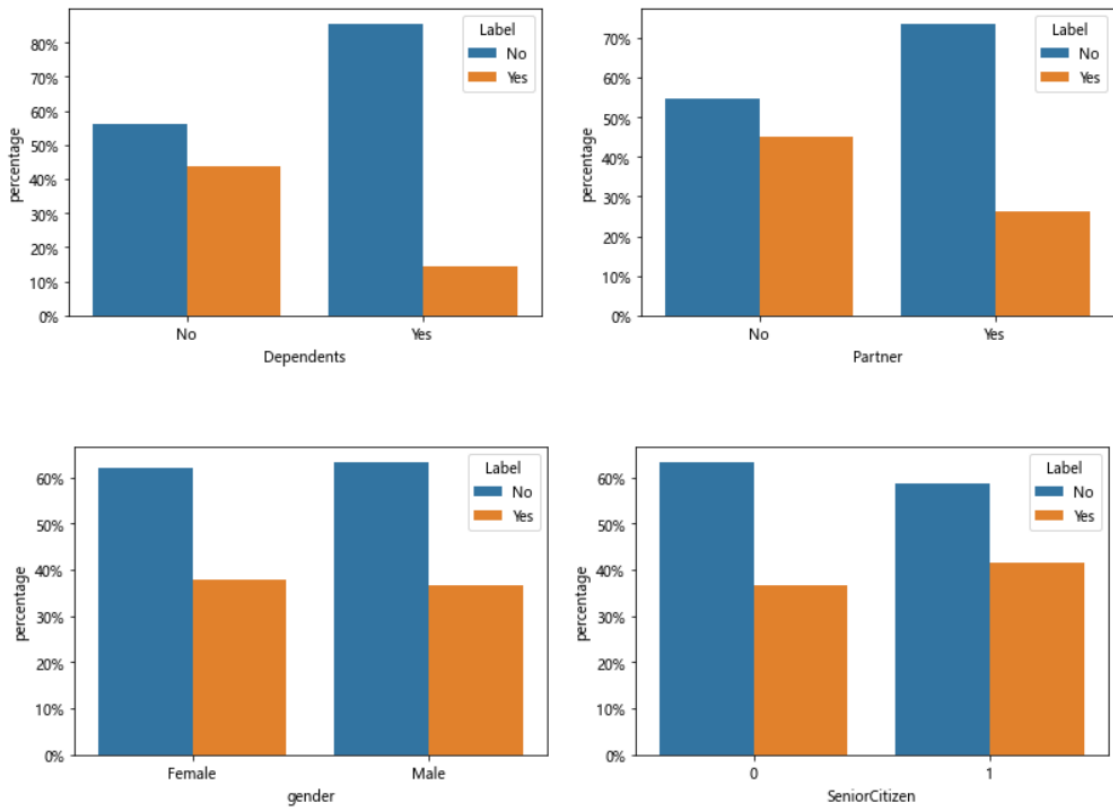 Label
No
Yes
80%
70%
60%
50%
40%
30%
20%
10%
0%
percentage
No Yes
Dependents
Label
No
Yes
70%
60%
50%
40%
30%
20%
10%
0%
percentage
No Yes
Partner
Label
No
Yes
60%
50%
40%
30%
20%
10%
0%
percentage
Female Male
gender
Label
No
Yes
60%
50%
40%
30%
20%
10%
0%
percentage
0 1
SeniorCitizen